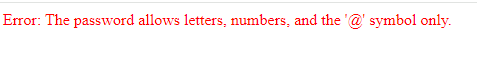 Error: The password allows letters, numbers, and the '@' symbol only.